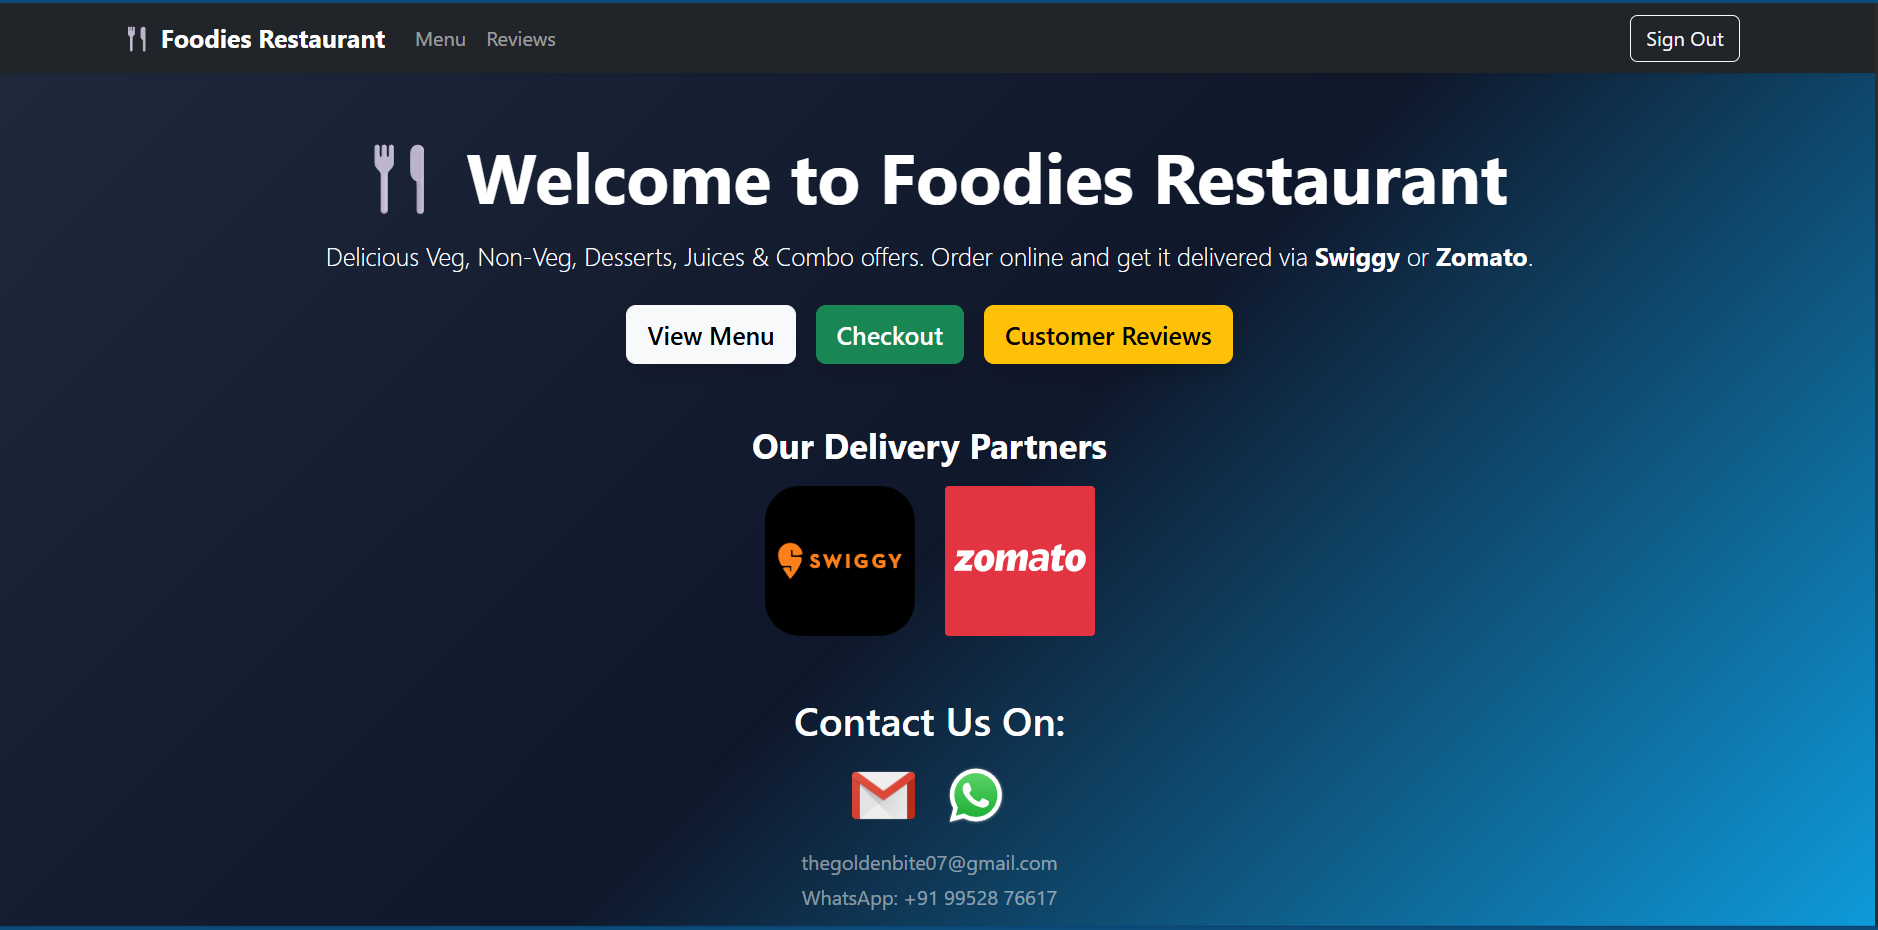 Foodies Restaurant Menu Reviews Sign Out
Welcome to Foodies Restaurant
Delicious Veg, Non-Veg, Desserts, Juices & Combo offers. Order online and get it delivered via Swiggy or Zomato.
View Menu Checkout Customer Reviews
Our Delivery Partners
SWIGGY zomato
Contact Us On:
thegoldenbite07@gmail.com
WhatsApp: +91 99528 76617